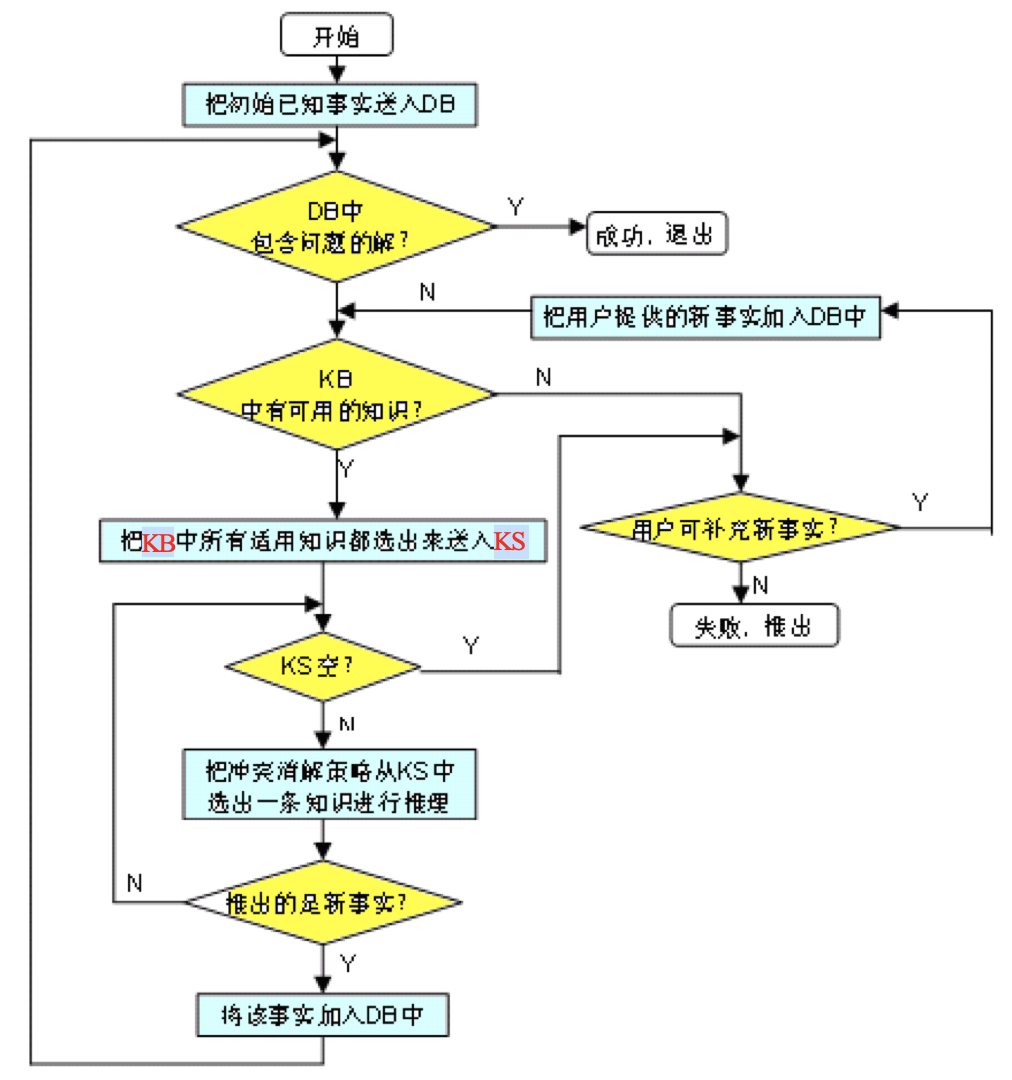 开始
把初始已知事实送入DB
DB中
包含问题的解?
Y
成功，退出
N
把用户提供的新事实加入DB中
KB
中有可用的知识?
N
Y
用户可补充新事实?
Y
把KB中所有适用知识都选出来送入KS
N
失败，推出
KS空?
Y
N
把冲突消解策略从KS中
选出一条知识进行推理
N
推出的是新事实?
Y
将该事实加入DB中